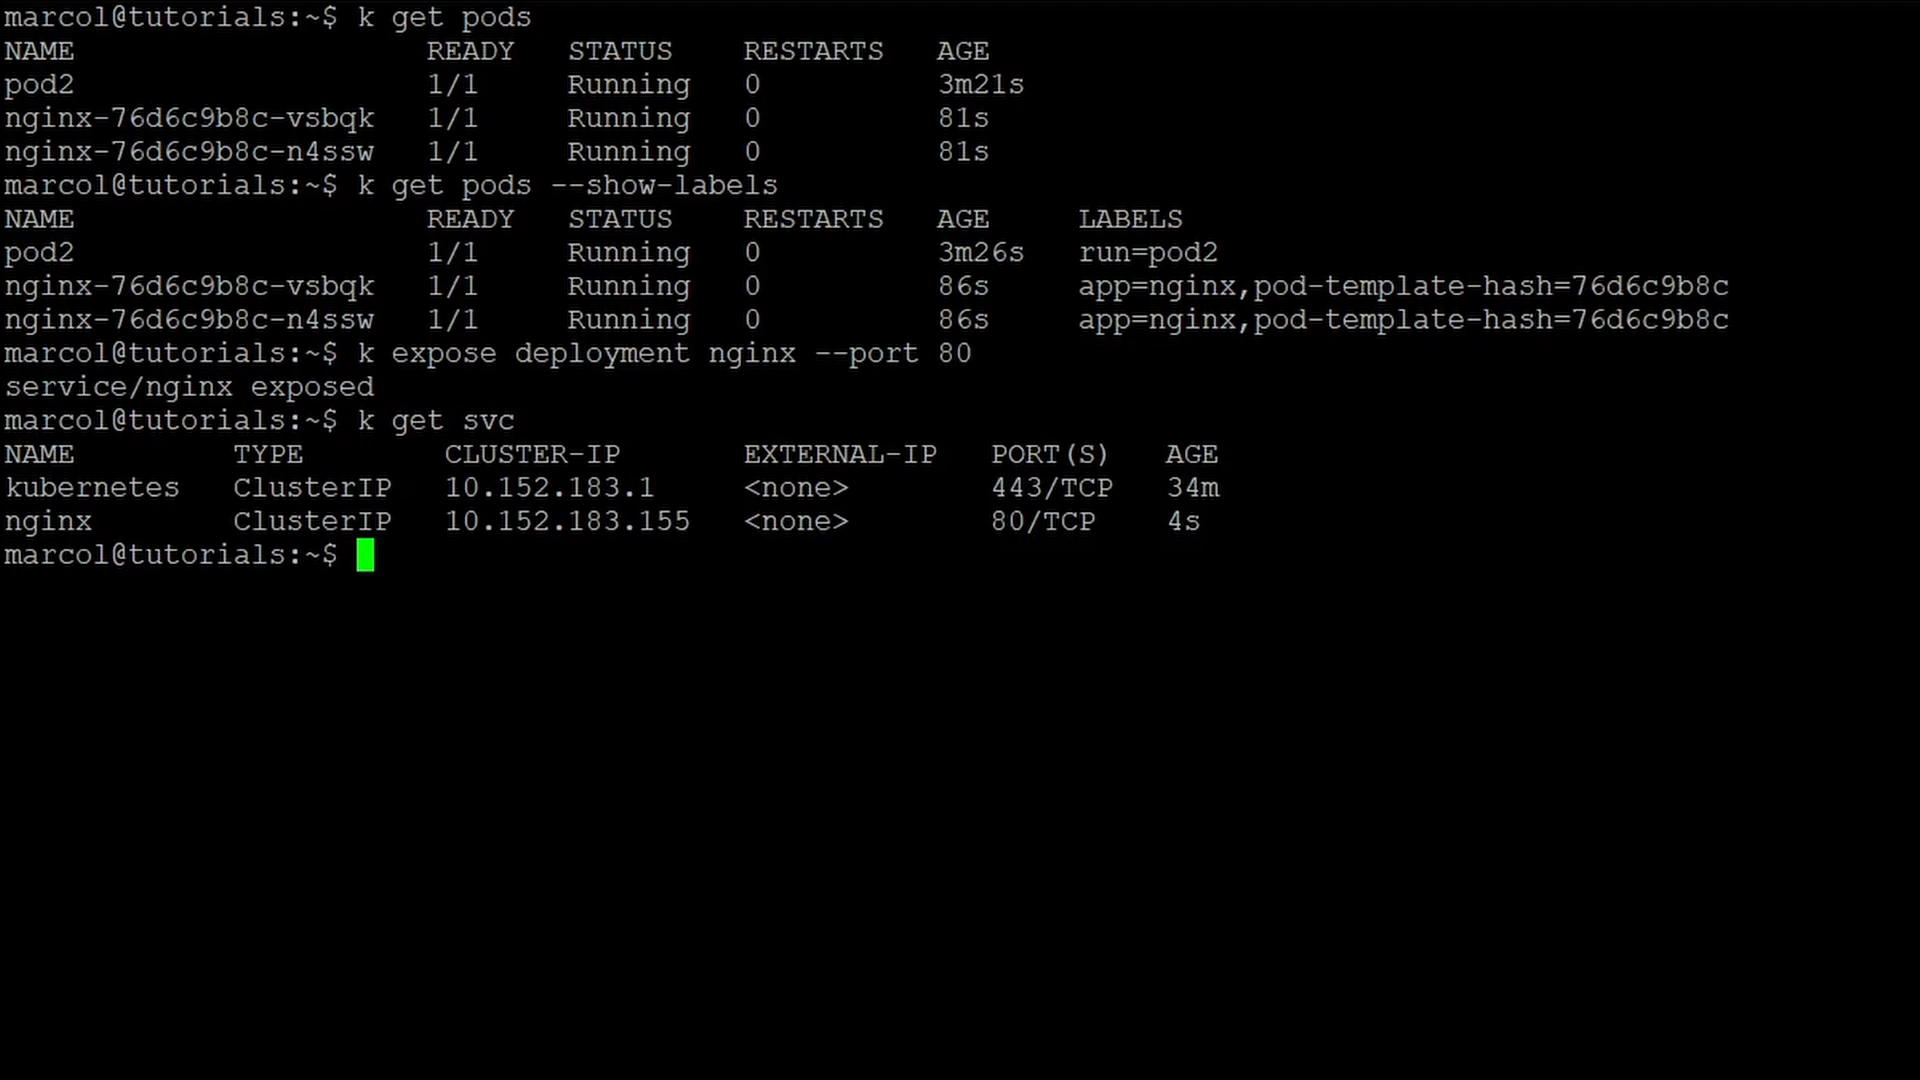 marcol@tutorials:~$ k get pods
NAME                    READY   STATUS    RESTARTS   AGE
pod2                    1/1     Running   0          3m21s
nginx-76d6c9b8c-vsbqk   1/1     Running   0          81s
nginx-76d6c9b8c-n4ssw   1/1     Running   0          81s
marcol@tutorials:~$ k get pods --show-labels
NAME                    READY   STATUS    RESTARTS   AGE     LABELS
pod2                    1/1     Running   0          3m26s   run=pod2
nginx-76d6c9b8c-vsbqk   1/1     Running   0          86s     app=nginx,pod-template-hash=76d6c9b8c
nginx-76d6c9b8c-n4ssw   1/1     Running   0          86s     app=nginx,pod-template-hash=76d6c9b8c
marcol@tutorials:~$ k expose deployment nginx --port 80
service/nginx exposed
marcol@tutorials:~$ k get svc
NAME         TYPE        CLUSTER-IP       EXTERNAL-IP   PORT(S)   AGE
kubernetes   ClusterIP   10.152.183.1     <none>        443/TCP   34m
nginx        ClusterIP   10.152.183.155   <none>        80/TCP    4s
marcol@tutorials:~$